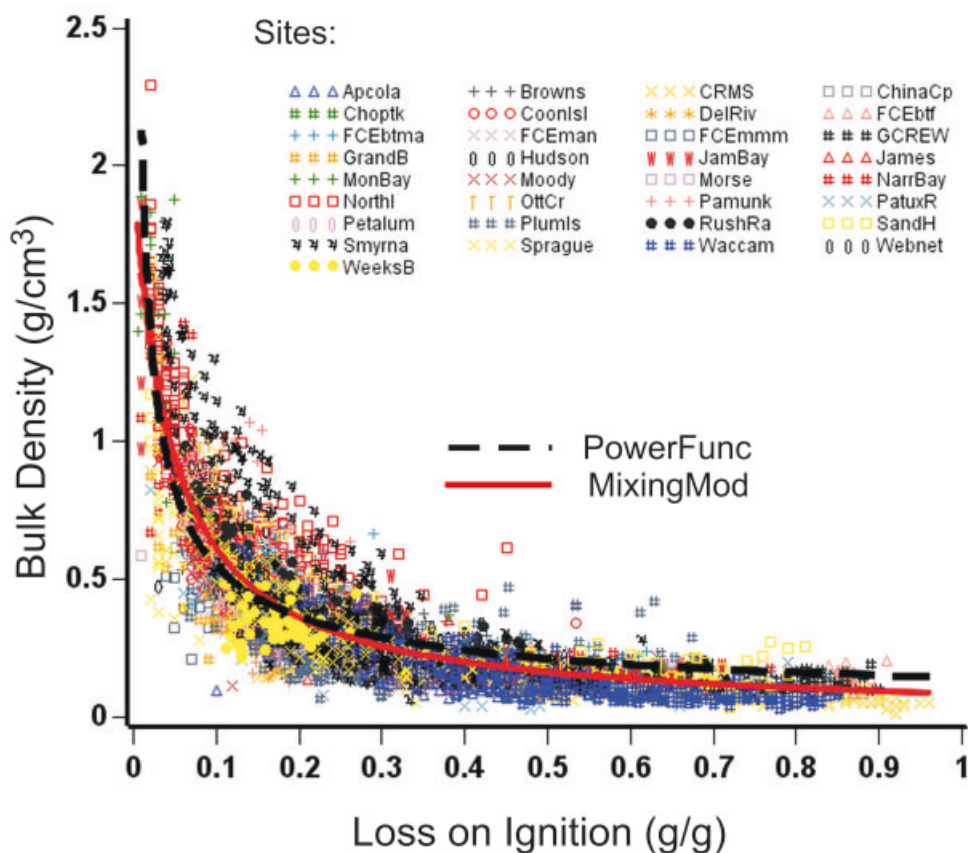 Sites:
Apcola Browns CRMS ChinaCp
Choptk CoonIsl DelRiv FCEbtf
FCEbtma FCEman FCEmmm GCREW
GrandB Hudson JamBay James
MonBay Moody Morse NarrBay
NorthI OttCr Pamunk PatuxR
Petalum PlumIs RushRa SandH
Smyrna Sprague Waccam Webnet
WeeksB
PowerFunc
MixingMod
Bulk Density (g/cm³)
2.5
2
1.5
1
0.5
0
0 0.1 0.2 0.3 0.4 0.5 0.6 0.7 0.8 0.9 1
Loss on Ignition (g/g)